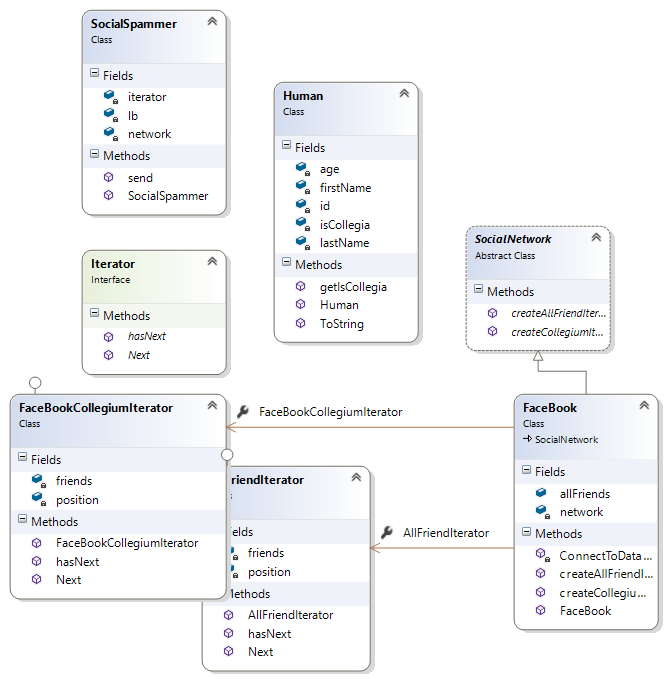 SocialSpammer
Class
Fields
iterator
lb
network
Methods
send
SocialSpammer
Human
Class
Fields
age
firstName
id
isCollegia
lastName
Methods
getIsCollegia
Human
ToString
SocialNetwork
Abstract Class
Methods
createAllFriendIter...
createCollegiumIt...
Iterator
Interface
Methods
hasNext
Next
FaceBookCollegiumIterator
Class
Fields
friends
position
Methods
FaceBookCollegiumIterator
hasNext
Next
FaceBookCollegiumIterator
FaceBook
Class
SocialNetwork
Fields
allFriends
network
Methods
ConnectToData...
createAllFriendI...
createCollegiu...
FaceBook
AllFriendIterator
riendIterator
s
elds
friends
position
Methods
AllFriendIterator
hasNext
Next